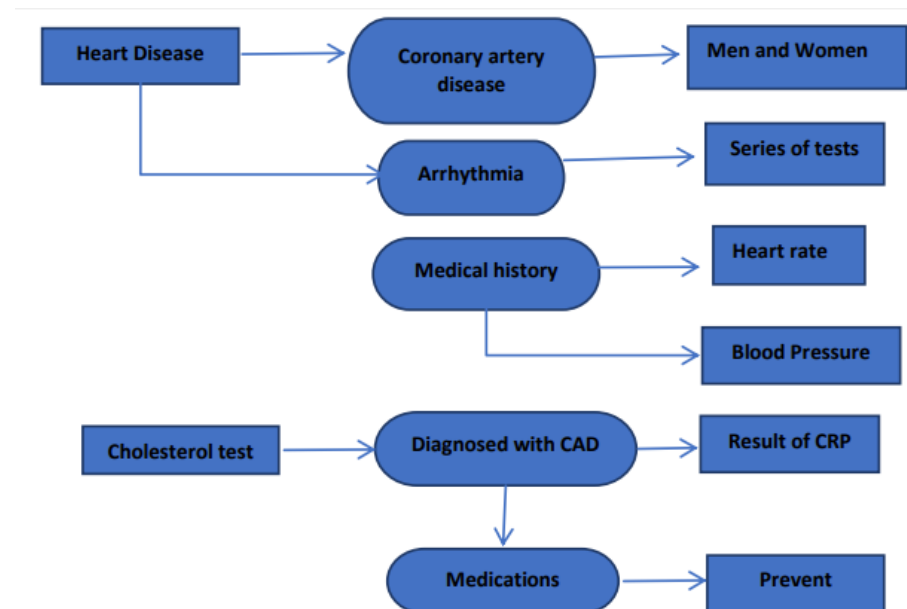 Heart Disease
Coronary artery
disease
Men and Women
Arrhythmia
Series of tests
Medical history
Heart rate
Blood Pressure
Cholesterol test
Diagnosed with CAD
Result of CRP
Medications
Prevent